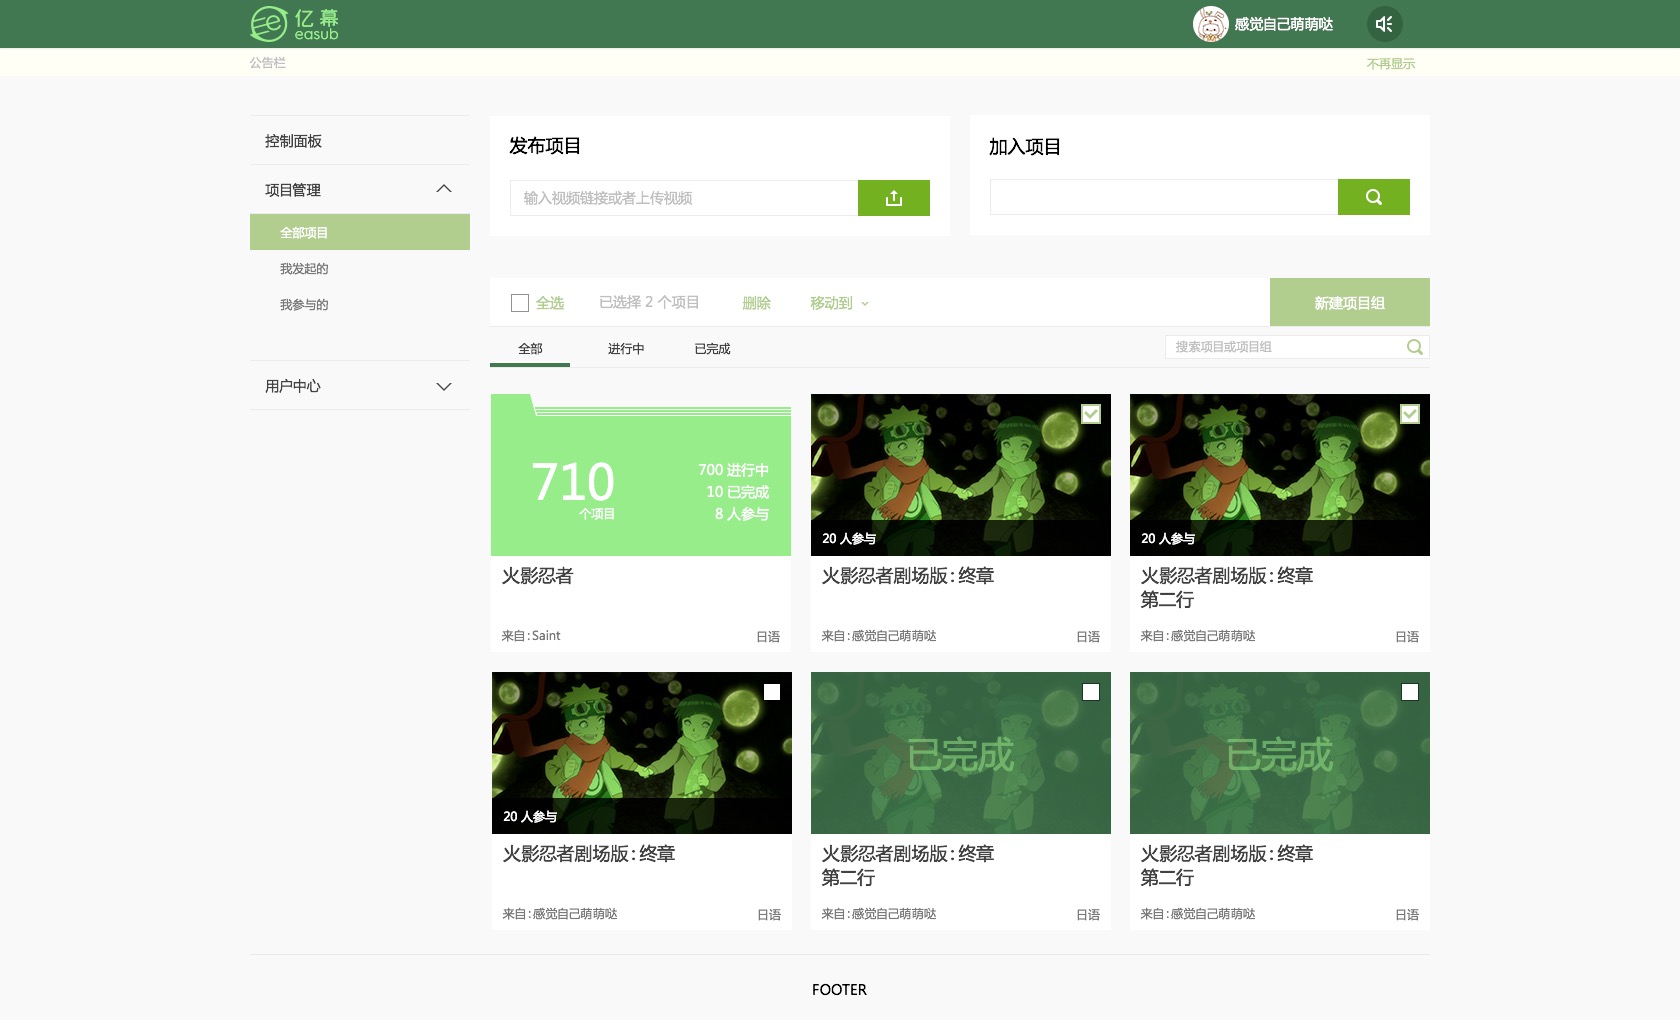 亿幕
easub
感觉自己萌萌哒
公告栏
不再显示
控制面板
项目管理
全部项目
我发起的
我参与的
用户中心
发布项目
输入视频链接或者上传视频
加入项目
全选
已选择 2 个项目
删除
移动到
新建项目组
全部
进行中
已完成
搜索项目或项目组
710
个项目
700 进行中
10 已完成
8 人参与
火影忍者
来自:Saint
日语
20 人参与
火影忍者剧场版:终章
来自:感觉自己萌萌哒
日语
20 人参与
火影忍者剧场版:终章
第二行
来自:感觉自己萌萌哒
日语
20 人参与
火影忍者剧场版:终章
来自:感觉自己萌萌哒
日语
已完成
火影忍者剧场版:终章
第二行
来自:感觉自己萌萌哒
日语
已完成
火影忍者剧场版:终章
第二行
来自:感觉自己萌萌哒
日语
FOOTER